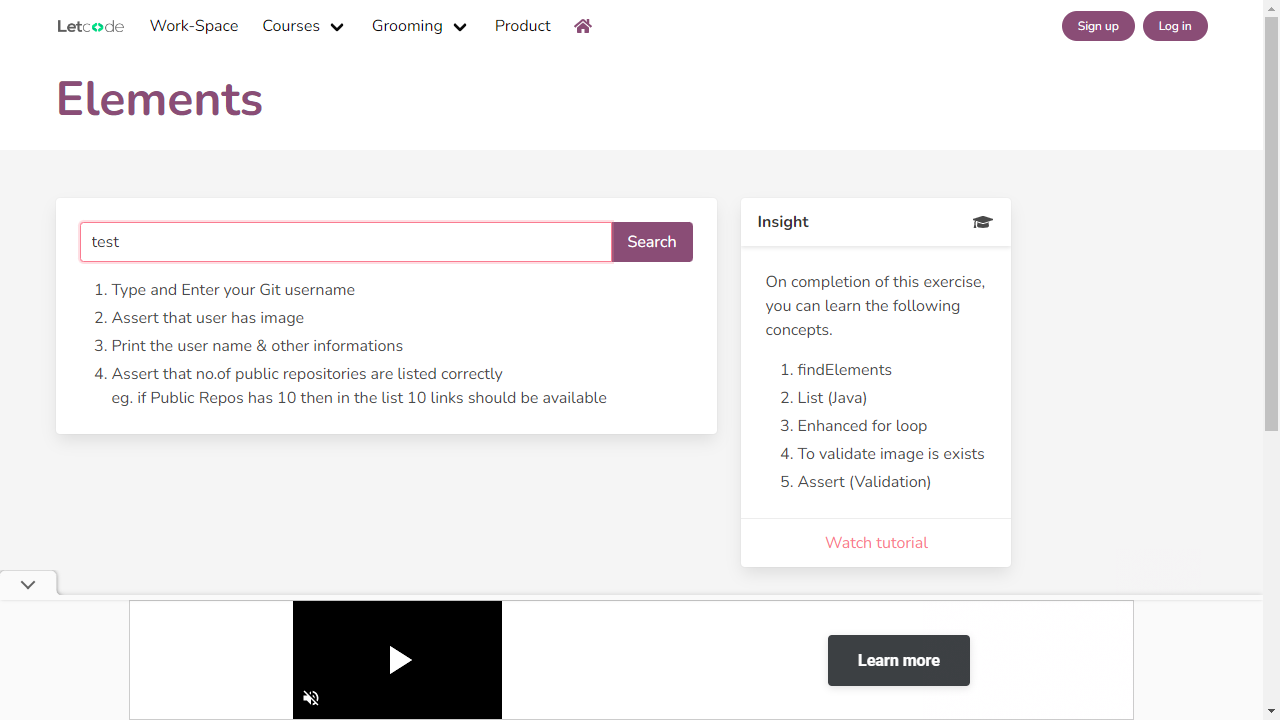 Letcode Work-Space Courses Grooming Product Sign up Log in
Elements
test Search
1. Type and Enter your Git username
2. Assert that user has image
3. Print the user name & other informations
4. Assert that no.of public repositories are listed correctly
eg. if Public Repos has 10 then in the list 10 links should be available
Insight
On completion of this exercise,
you can learn the following
concepts.
1. findElements
2. List (Java)
3. Enhanced for loop
4. To validate image is exists
5. Assert (Validation)
Watch tutorial
Learn more